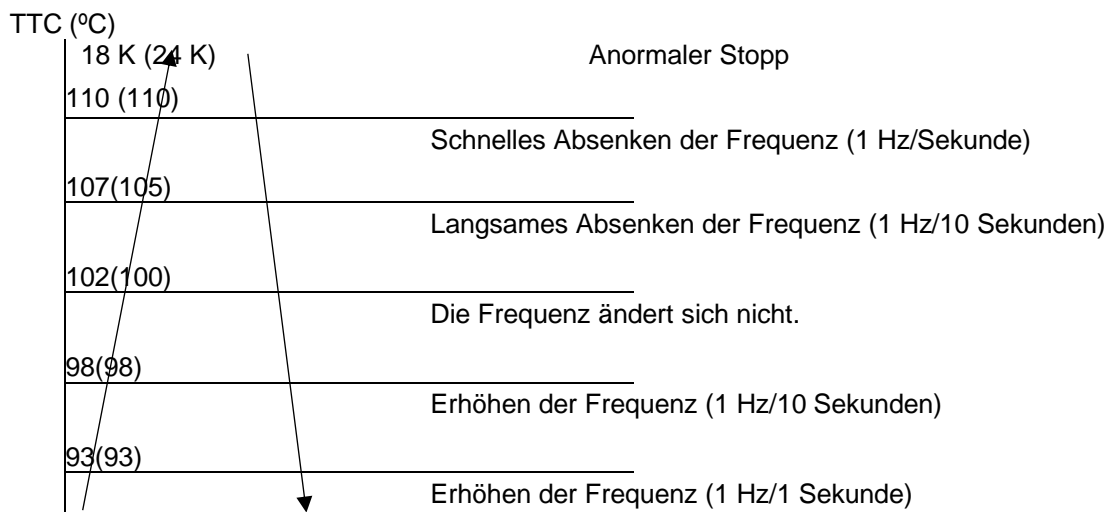 TTC (ºC)
18 K (24 K) Anormaler Stopp
110 (110)
Schnelles Absenken der Frequenz (1 Hz/Sekunde)
107(105)
Langsames Absenken der Frequenz (1 Hz/10 Sekunden)
102(100)
Die Frequenz ändert sich nicht.
98(98)
Erhöhen der Frequenz (1 Hz/10 Sekunden)
93(93)
Erhöhen der Frequenz (1 Hz/1 Sekunde)